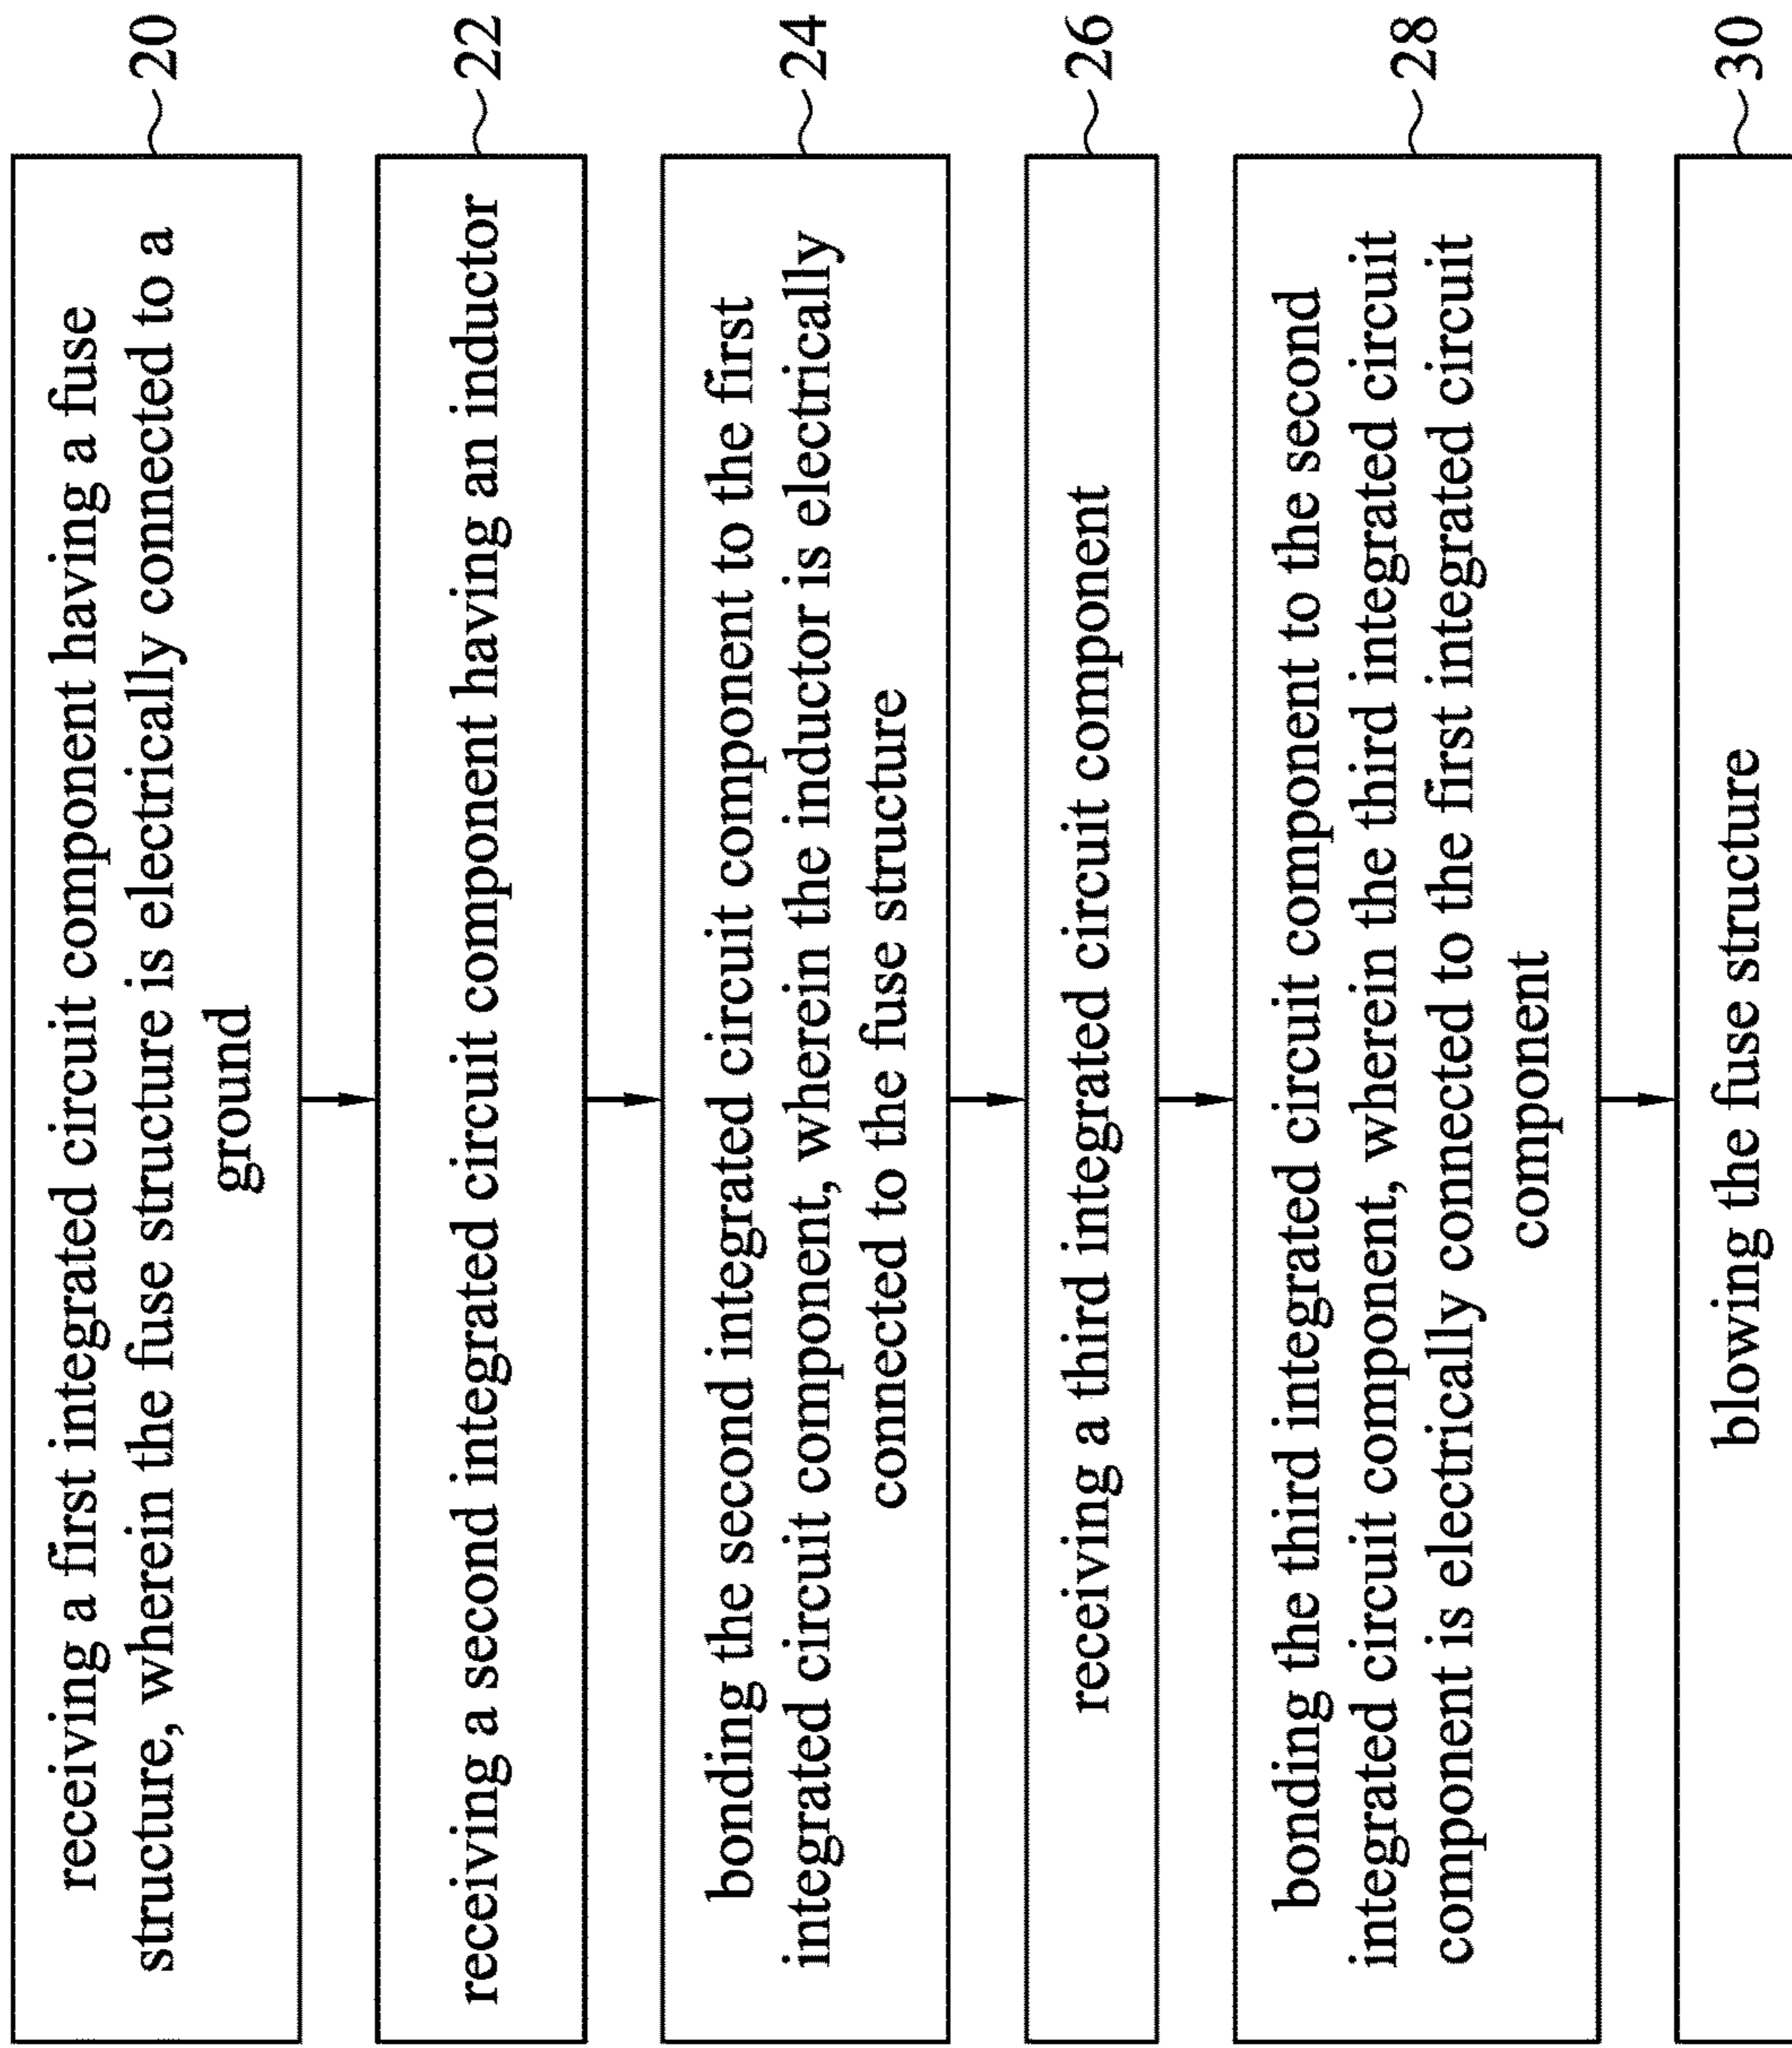 receiving a first integrated circuit component having a fuse
structure, wherein the fuse structure is electrically connected to a
ground
20
receiving a second integrated circuit component having an inductor
22
bonding the second integrated circuit component to the first
integrated circuit component, wherein the inductor is electrically
connected to the fuse structure
24
receiving a third integrated circuit component
26
bonding the third integrated circuit component to the second
integrated circuit component, wherein the third integrated circuit
component is electrically connected to the first integrated circuit
component
28
blowing the fuse structure
30